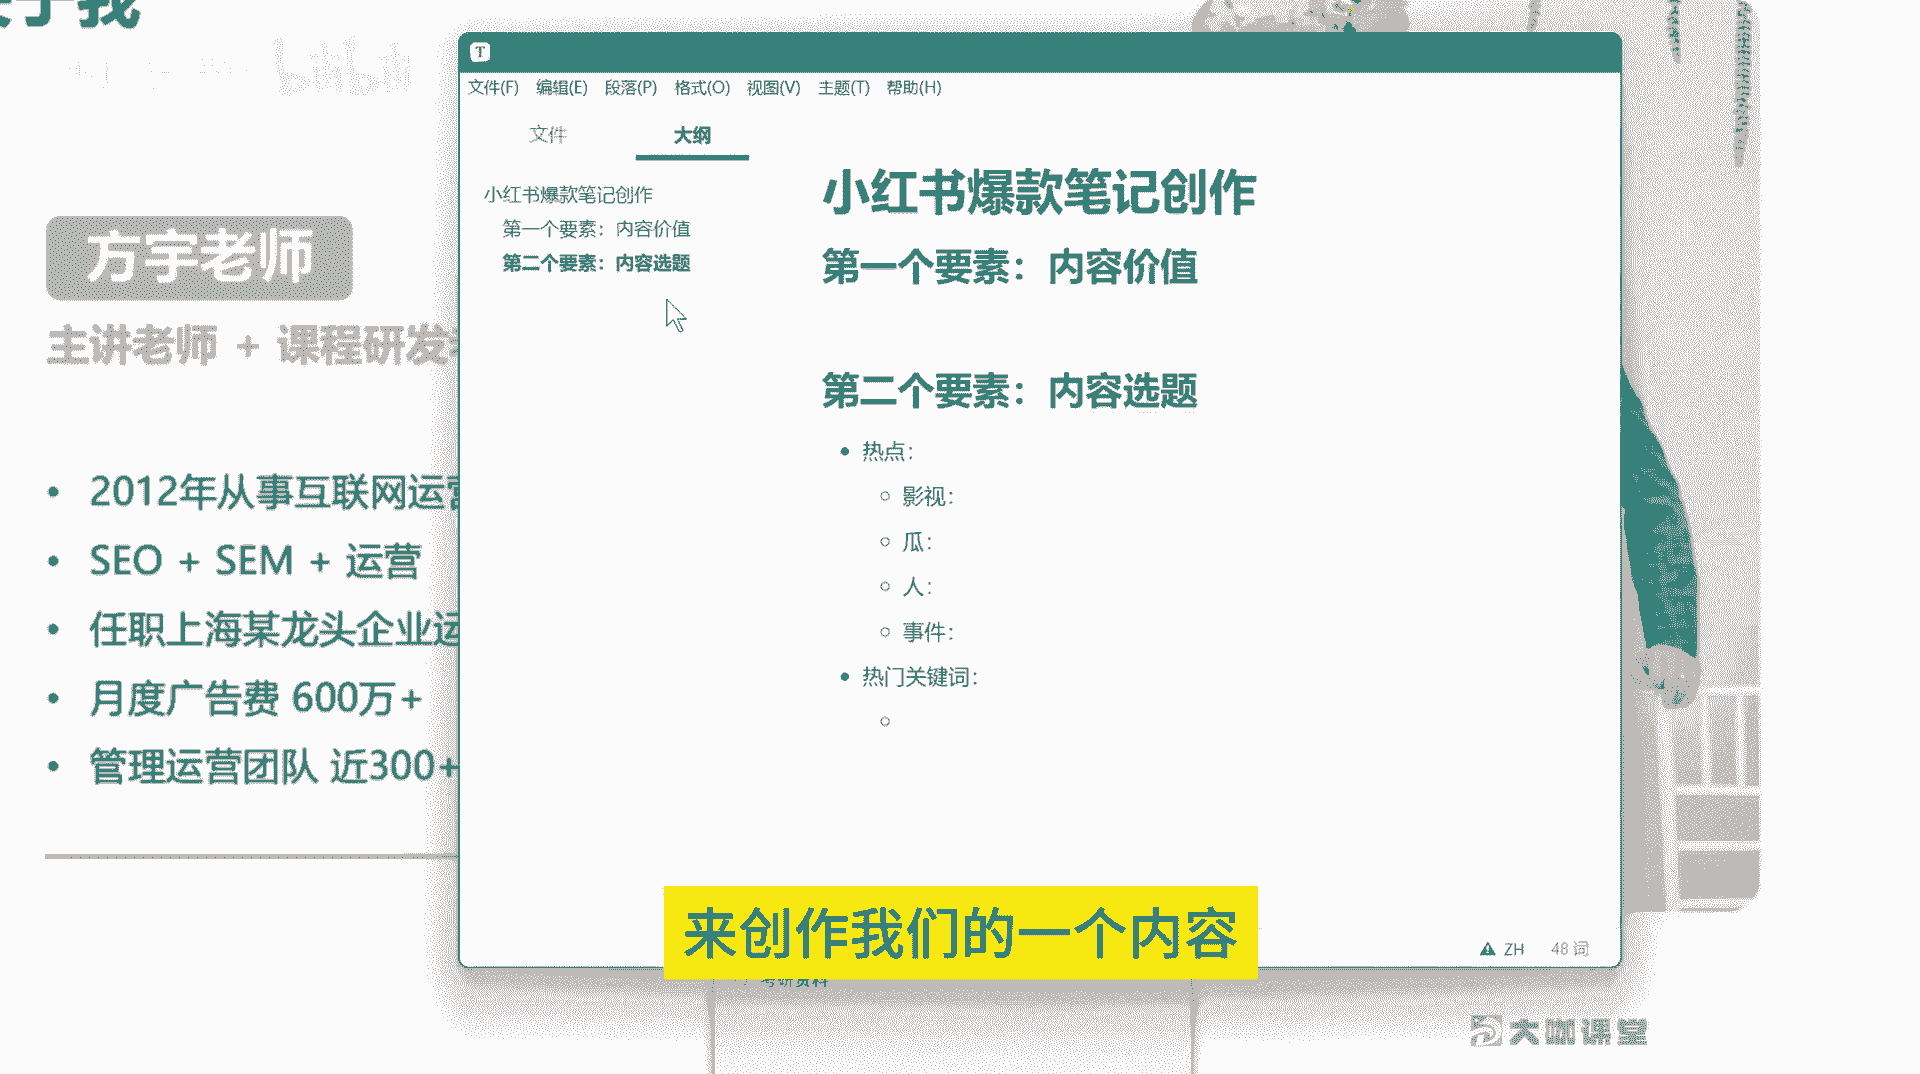 于我
bilibili
T
文件(F) 编辑(E) 段落(P) 格式(O) 视图(V) 主题(T) 帮助(H)
文件 大纲
小红书爆款笔记创作
第一个要素：内容价值
第二个要素：内容选题
小红书爆款笔记创作
第一个要素：内容价值
第二个要素：内容选题
热点：
影视：
瓜：
人：
事件：
热门关键词：
方宇老师
主讲老师 + 课程研发
2012年从事互联网运营
SEO + SEM + 运营
任职上海某龙头企业运
月度广告费 600万+
管理运营团队 近300+
来创作我们的一个内容
ZH 48 词
考研资料
大咖课堂